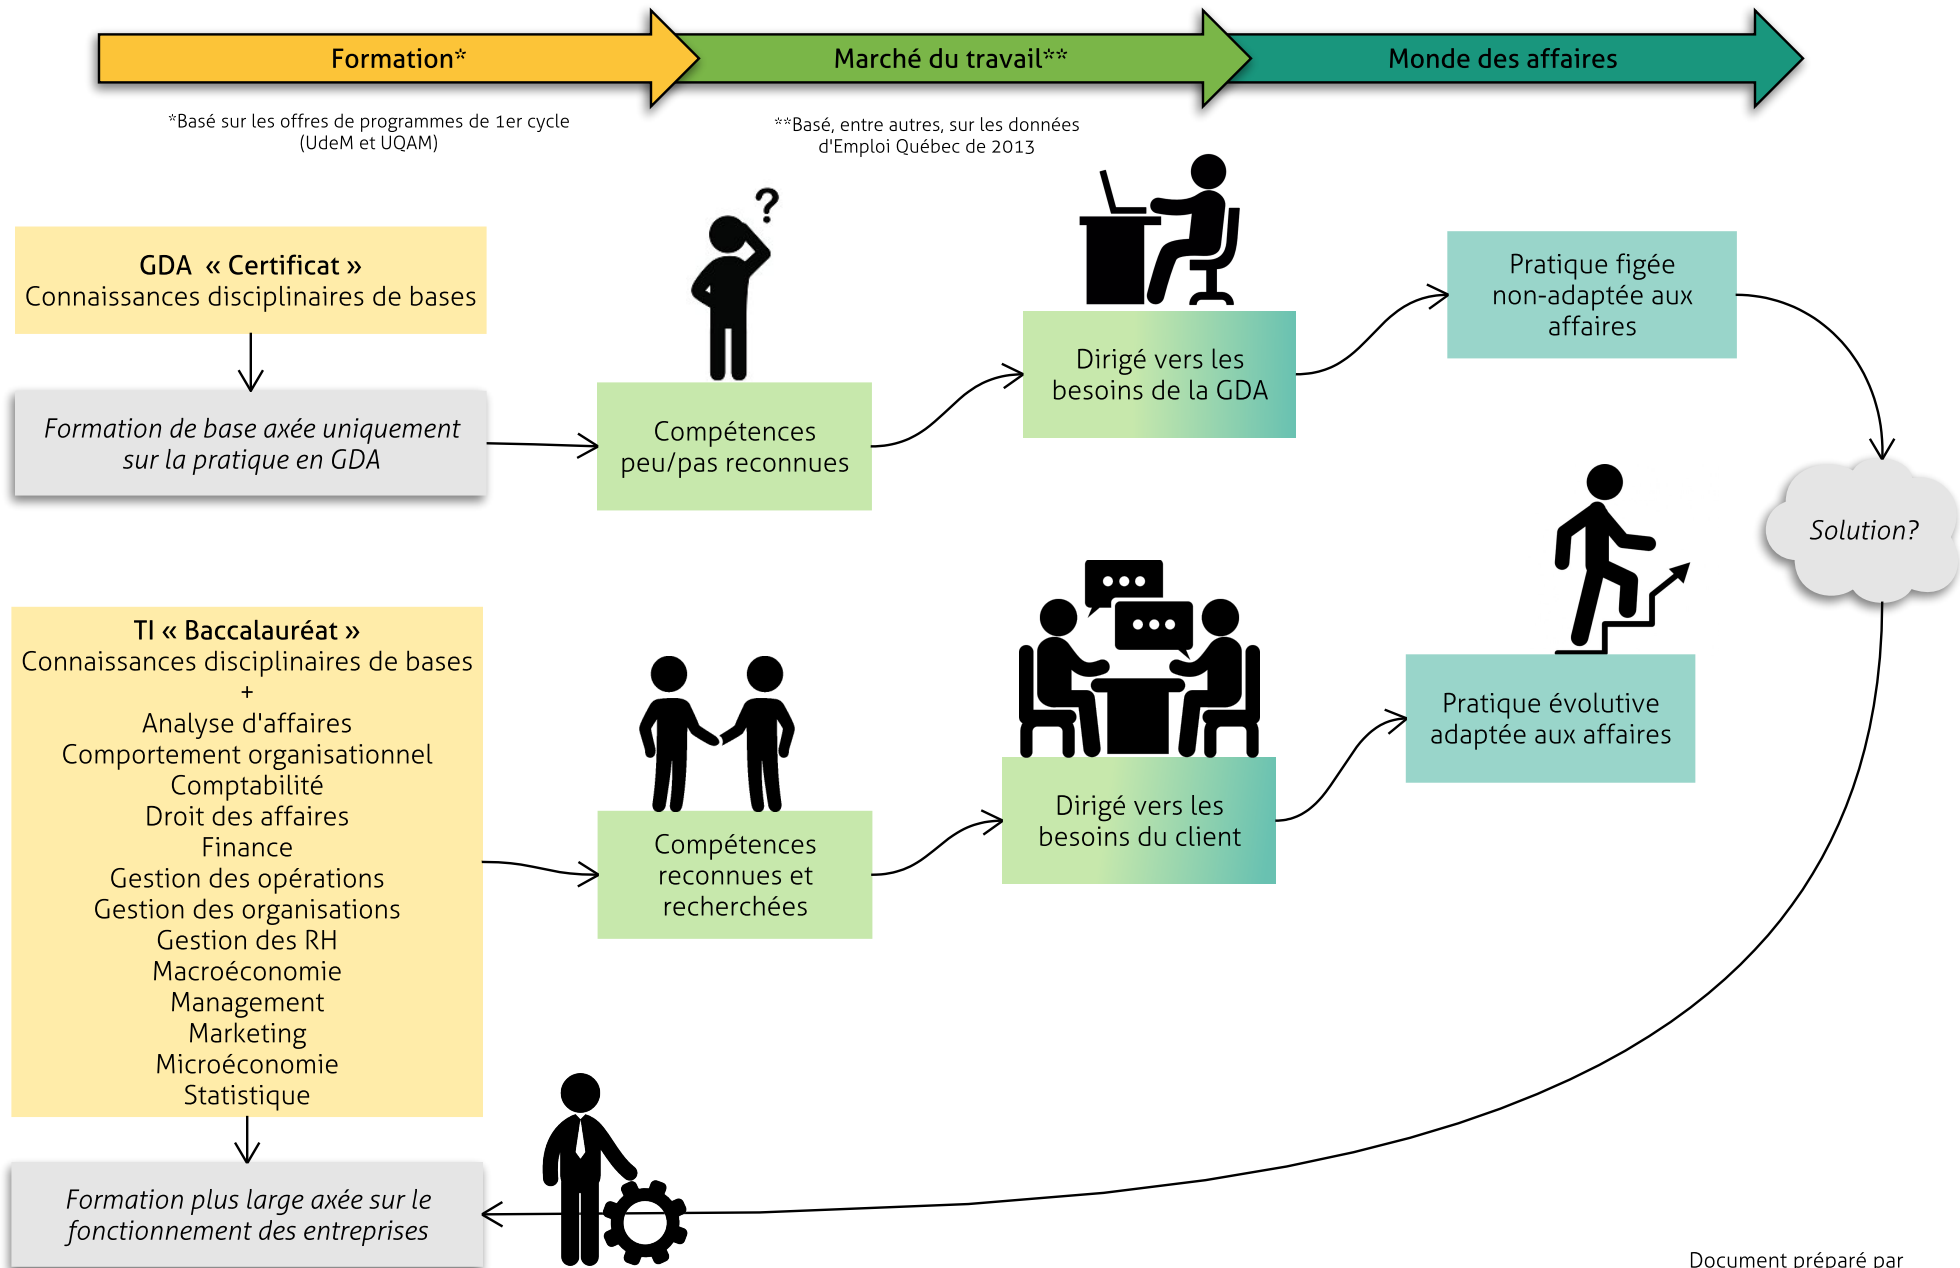 Formation*
Marché du travail**
Monde des affaires
*Basé sur les offres de programmes de 1er cycle
(UdeM et UQAM)
**Basé, entre autres, sur les données
d'Emploi Québec de 2013
?
GDA « Certificat »
Connaissances disciplinaires de bases
Formation de base axée uniquement
sur la pratique en GDA
Compétences
peu/pas reconnues
Dirigé vers les
besoins de la GDA
Pratique figée
non-adaptée aux
affaires
Solution?
TI « Baccalauréat »
Connaissances disciplinaires de bases
+
Analyse d'affaires
Comportement organisationnel
Comptabilité
Droit des affaires
Finance
Gestion des opérations
Gestion des organisations
Gestion des RH
Macroéconomie
Management
Marketing
Microéconomie
Statistique
Formation plus large axée sur le
fonctionnement des entreprises
Compétences
reconnues et
recherchées
Dirigé vers les
besoins du client
Pratique évolutive
adaptée aux affaires
Document préparé par